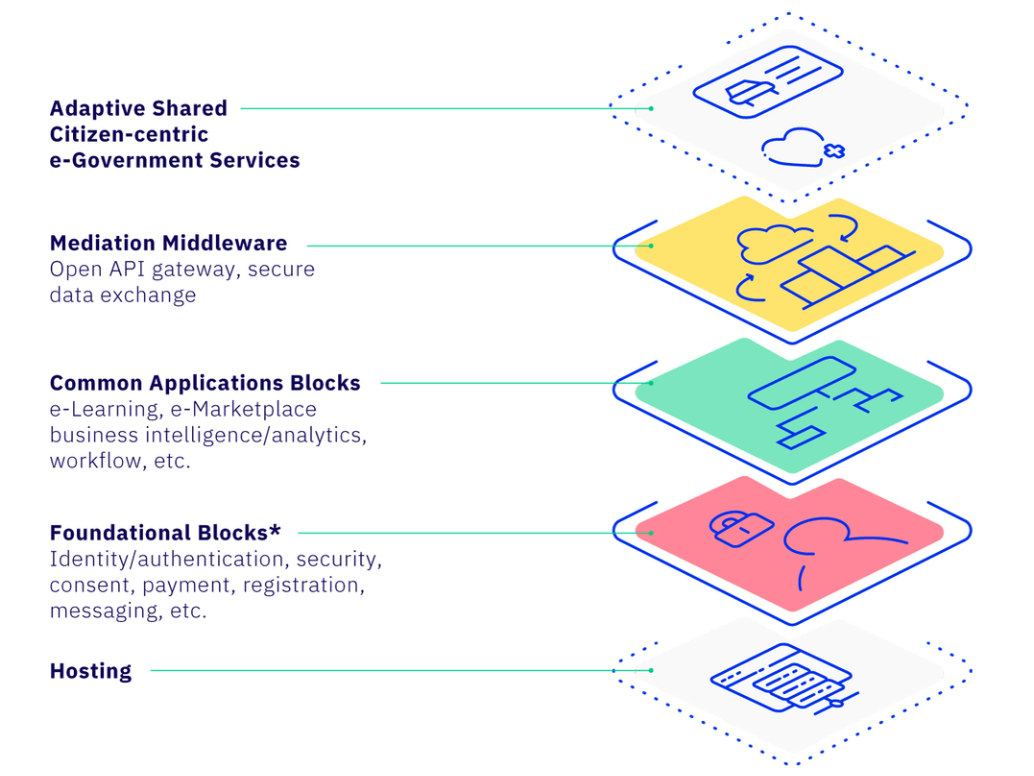 Adaptive Shared
Citizen-centric
e-Government Services
Mediation Middleware
Open API gateway, secure
data exchange
Common Applications Blocks
e-Learning, e-Marketplace
business intelligence/analytics,
workflow, etc.
Foundational Blocks*
Identity/authentication, security,
consent, payment, registration,
messaging, etc.
Hosting